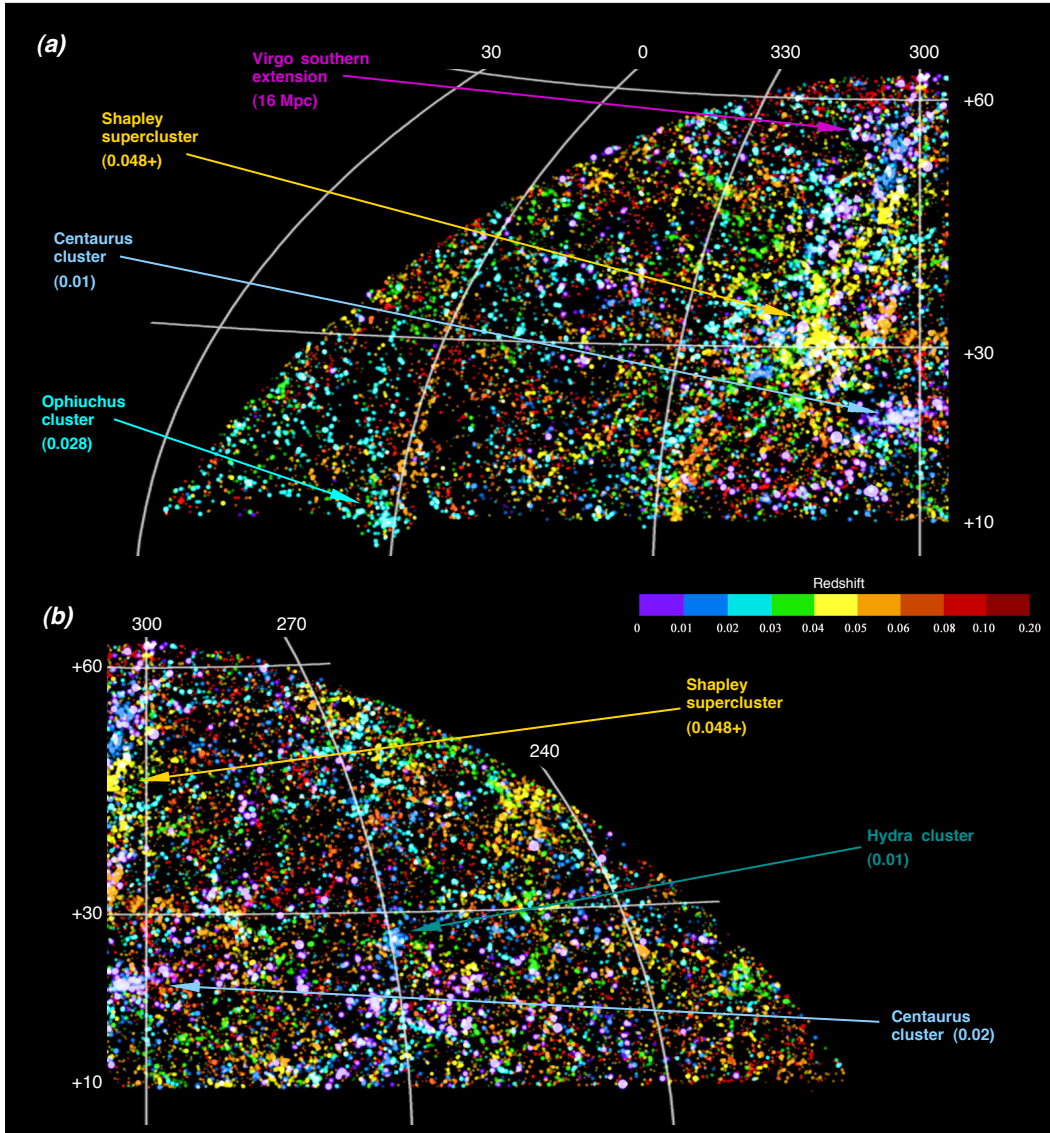 (a)
30
0
330
300
Virgo southern
extension
(16 Mpc)
+60
Shapley
supercluster
(0.048+)
Centaurus
cluster
(0.01)
+30
Ophiuchus
cluster
(0.028)
+10
Redshift
0 0.01 0.02 0.03 0.04 0.05 0.06 0.08 0.10 0.20
(b)
300
270
+60
Shapley
supercluster
(0.048+)
240
Hydra cluster
(0.01)
+30
Centaurus
cluster (0.02)
+10